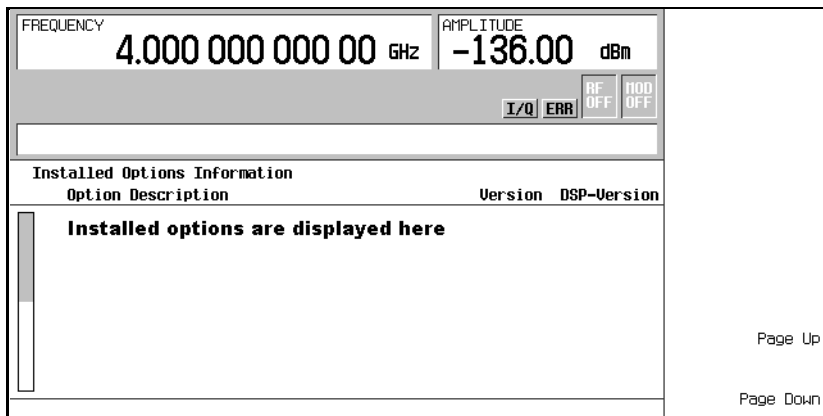 FREQUENCY
4.000 000 000 00 GHz
AMPLITUDE
-136.00 dBm
I/Q ERR RF OFF MOD OFF
Installed Options Information
Option Description Version DSP-Version
Installed options are displayed here
Page Up
Page Down